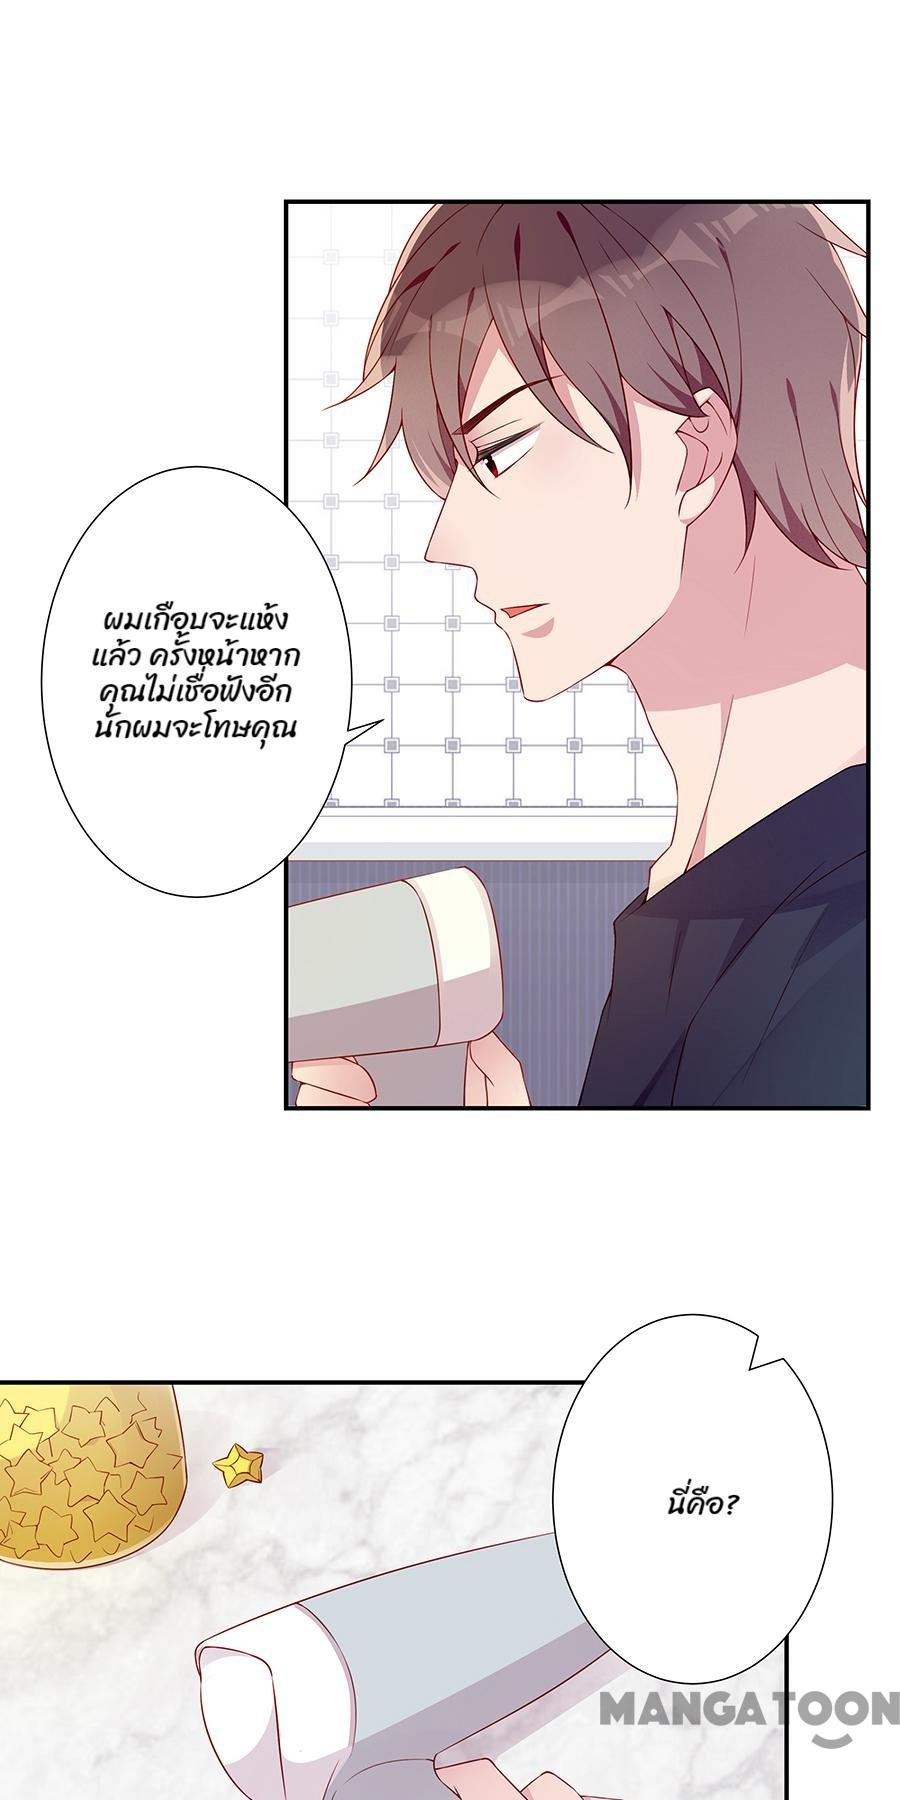 ผมเกือบจะแห้ง
แล้ว ครั้งหน้าหาก
คุณไม่เชื่อฟังอีก
นักผมจะโทษคุณ
นี่คือ?
MANGATOON